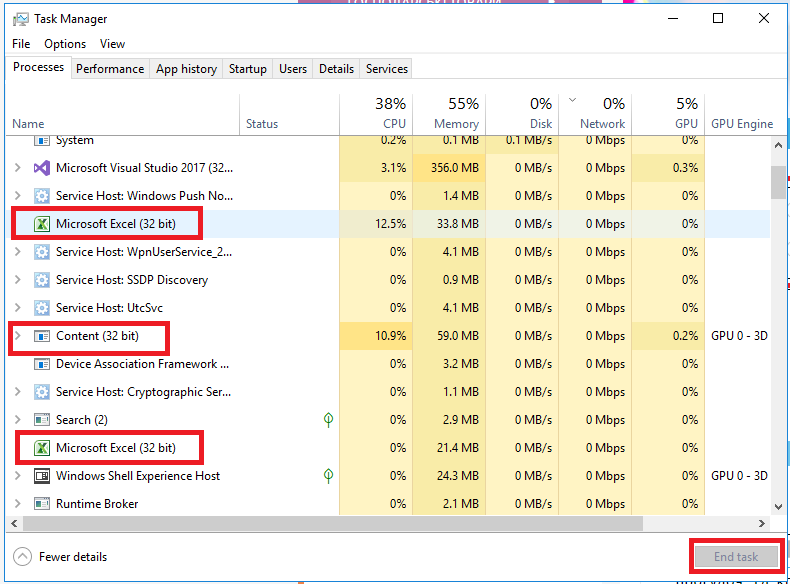 Task Manager
File Options View
Processes Performance App history Startup Users Details Services
38% 55% 0% 0% 5%
Name Status CPU Memory Disk Network GPU GPU Engine
System 0.2% 0.1 MB 0.1 MB/s 0 Mbps 0%
Microsoft Visual Studio 2017 (32... 3.1% 356.0 MB 0 MB/s 0 Mbps 0.3%
Service Host: Windows Push No... 0% 1.4 MB 0 MB/s 0 Mbps 0%
Microsoft Excel (32 bit) 12.5% 33.8 MB 0 MB/s 0 Mbps 0%
Service Host: WpnUserService_2... 0% 4.1 MB 0 MB/s 0 Mbps 0%
Service Host: SSDP Discovery 0% 0.9 MB 0 MB/s 0 Mbps 0%
Service Host: UtcSvc 0% 4.1 MB 0 MB/s 0 Mbps 0%
Content (32 bit) 10.9% 59.0 MB 0 MB/s 0 Mbps 0.2% GPU 0 - 3D
Device Association Framework ... 0% 3.2 MB 0 MB/s 0 Mbps 0%
Service Host: Cryptographic Ser... 0% 1.1 MB 0 MB/s 0 Mbps 0%
Search (2) 0% 2.9 MB 0 MB/s 0 Mbps 0%
Microsoft Excel (32 bit) 0% 21.4 MB 0 MB/s 0 Mbps 0%
Windows Shell Experience Host 0% 24.3 MB 0 MB/s 0 Mbps 0% GPU 0 - 3D
Runtime Broker 0% 2.1 MB 0 MB/s 0 Mbps 0%
Fewer details End task